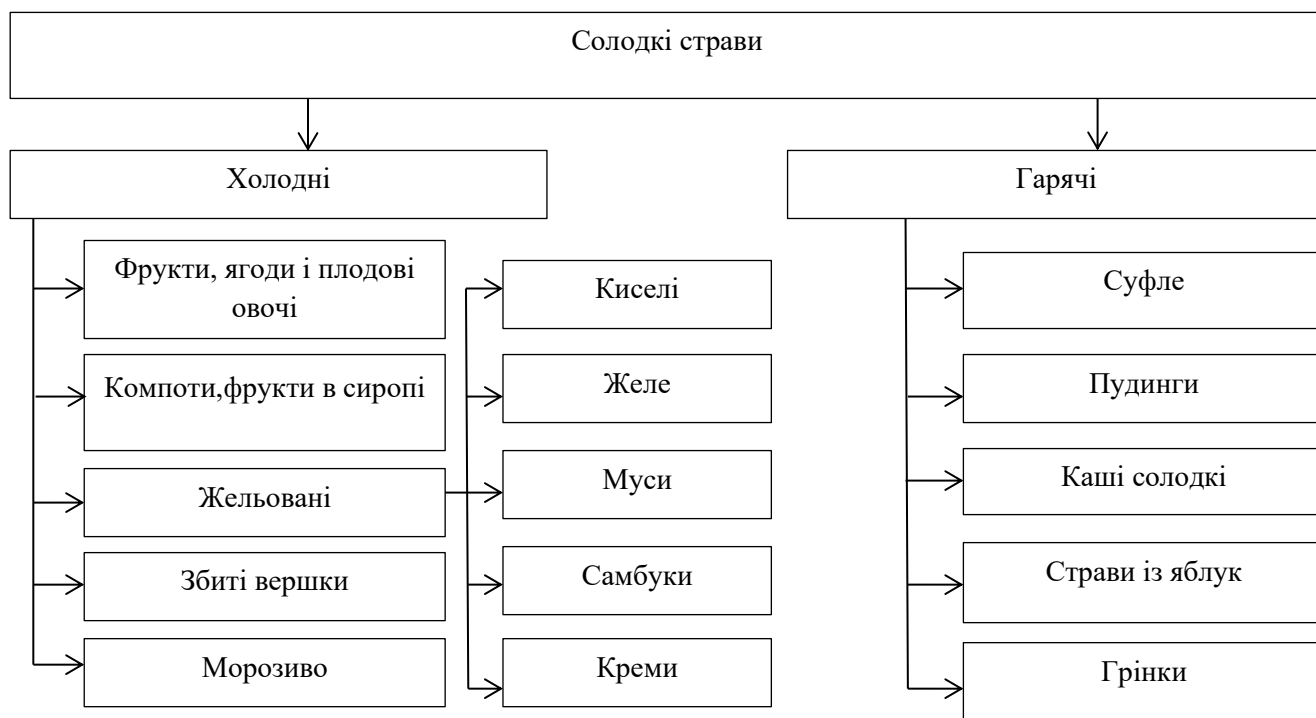 Солодкі страви
Холодні
Гарячі
Фрукти, ягоди і плодові
овочі
Компоти,фрукти в сиропі
Жельовані
Збиті вершки
Морозиво
Киселі
Желе
Муси
Самбуки
Креми
Суфле
Пудинги
Каші солодкі
Страви із яблук
Грінки